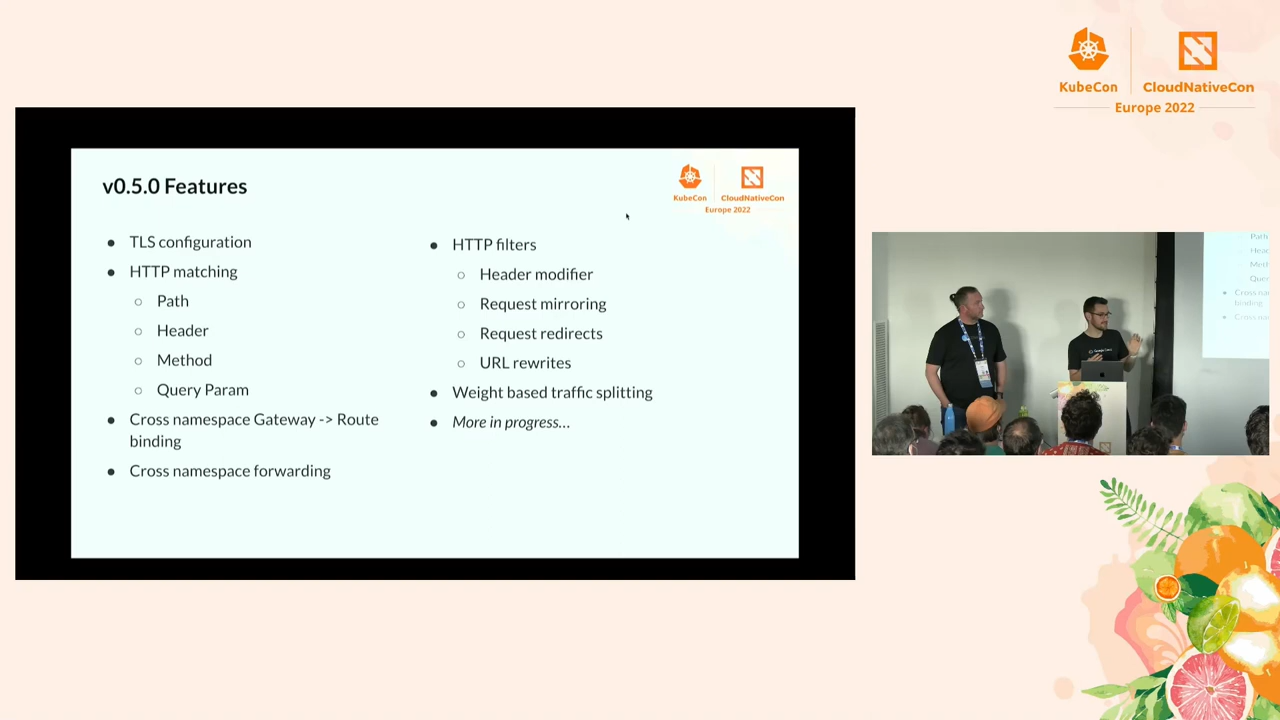 KubeCon
CloudNativeCon
Europe 2022
v0.5.0 Features
KubeCon
CloudNativeCon
Europe 2022
● TLS configuration
● HTTP matching
○ Path
○ Header
○ Method
○ Query Param
● Cross namespace Gateway -> Route
binding
● Cross namespace forwarding
● HTTP filters
○ Header modifier
○ Request mirroring
○ Request redirects
○ URL rewrites
● Weight based traffic splitting
● More in progress...